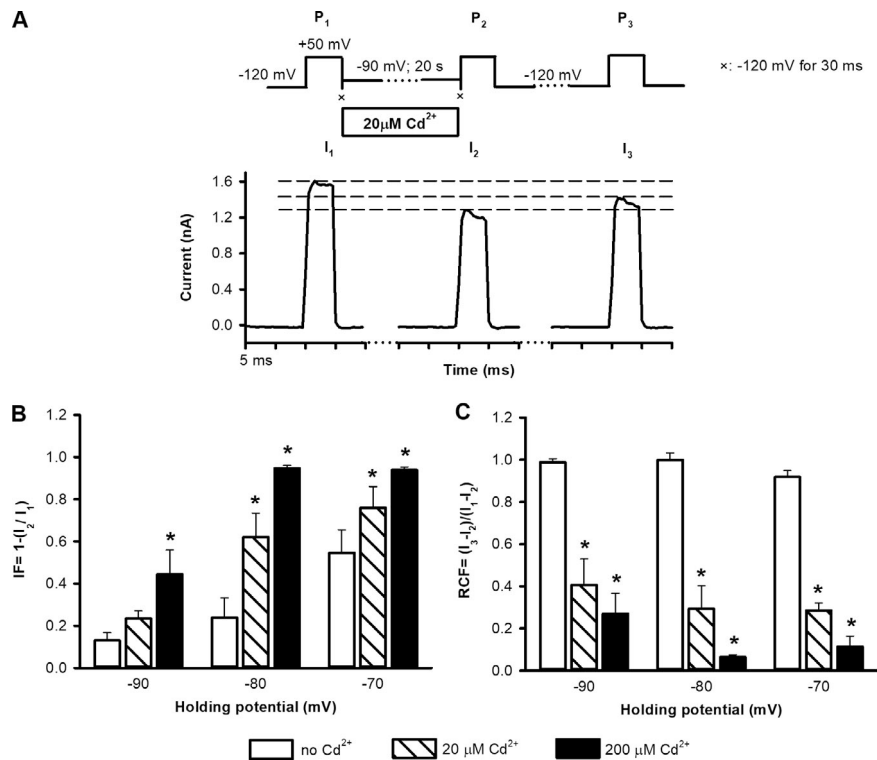 A
P1 P2 P3
+50 mV
-120 mV
-90 mV; 20 s
-120 mV
×: -120 mV for 30 ms
× ×
20μM Cd2+
I1 I2 I3
Current (nA)
1.6
1.2
0.8
0.4
0.0
5 ms
Time (ms)
B
IF= 1-(I2/ I1)
1.2
1.0
0.8
0.6
0.4
0.2
0.0
* * * * *
-90 -80 -70
Holding potential (mV)
C
RCF= (I3-I2)/(I1-I2)
1.2
1.0
0.8
0.6
0.4
0.2
0.0
* * * * * *
-90 -80 -70
Holding potential (mV)
no Cd2+ 20 μM Cd2+ 200 μM Cd2+